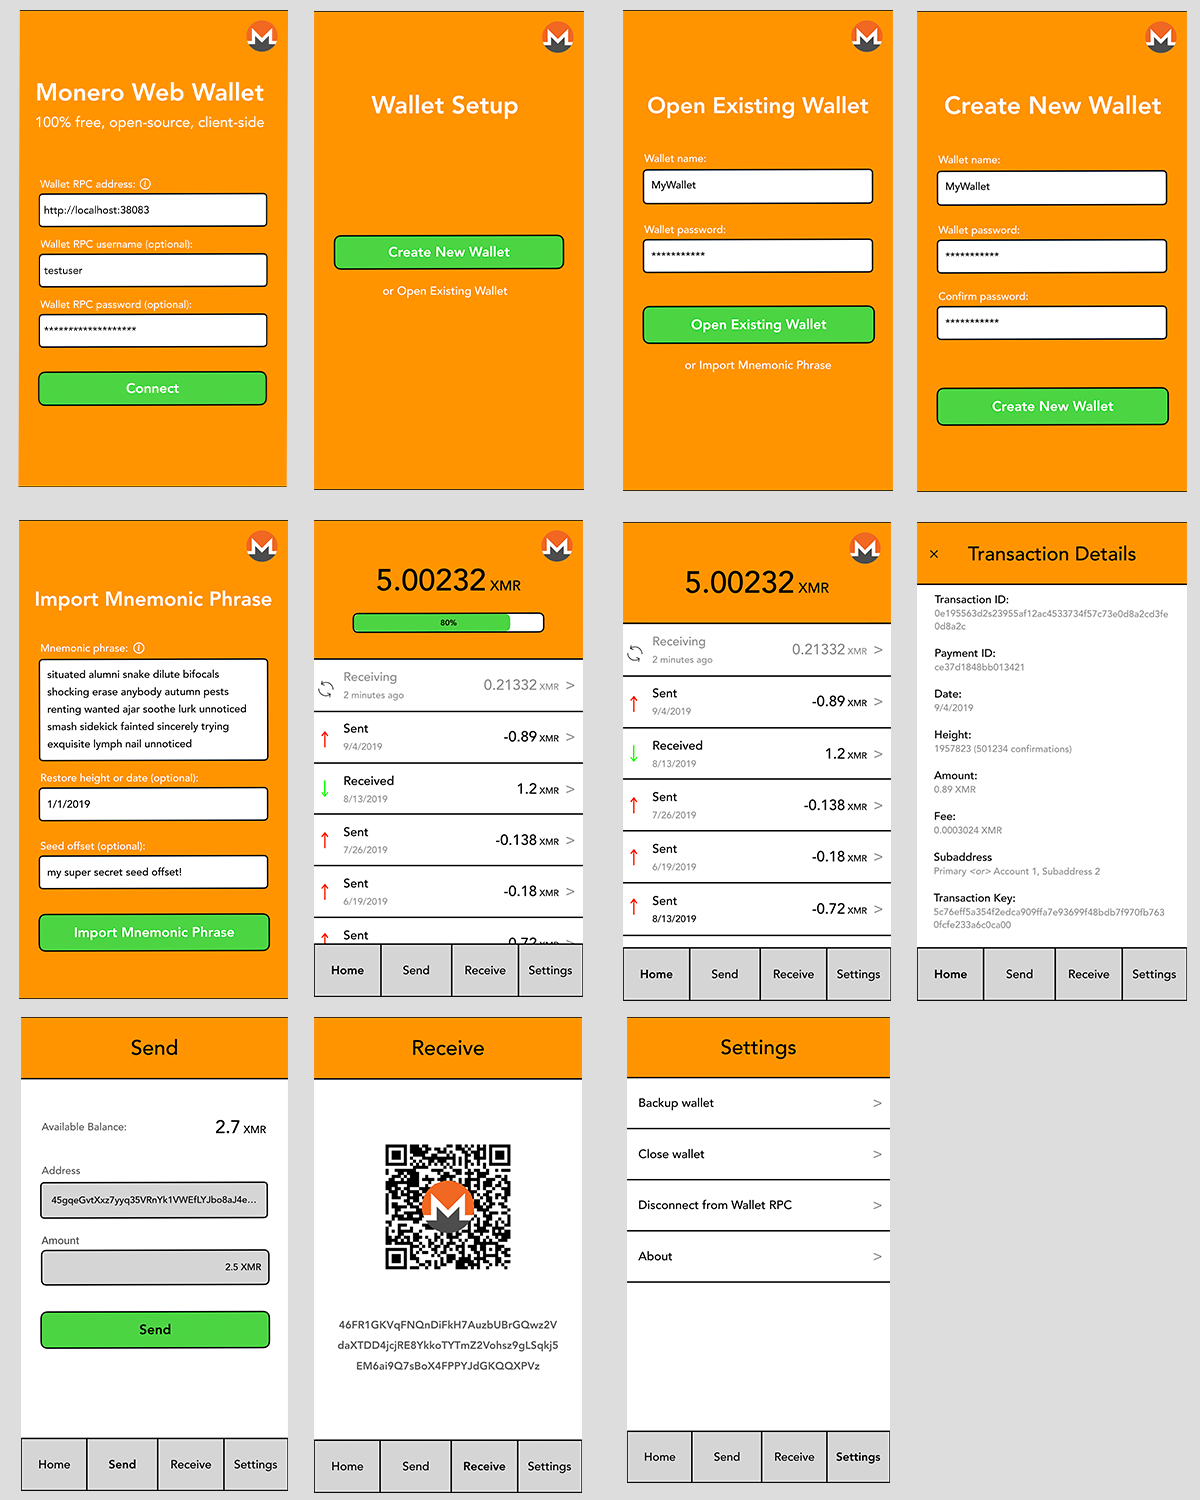 Monero Web Wallet
100% free, open-source, client-side
Wallet RPC address:
http://localhost:38083
Wallet RPC username (optional):
testuser
Wallet RPC password (optional):
*******************
Connect
Wallet Setup
Create New Wallet
or Open Existing Wallet
Open Existing Wallet
Wallet name:
MyWallet
Wallet password:
***********
Open Existing Wallet
or Import Mnemonic Phrase
Create New Wallet
Wallet name:
MyWallet
Wallet password:
***********
Confirm password:
***********
Create New Wallet
Import Mnemonic Phrase
Mnemonic phrase:
situated alumni snake dilute bifocals
shocking erase anybody autumn pests
renting wanted ajar soothe lurk unnoticed
smash sidekick fainted sincerely trying
exquisite lymph nail unnoticed
Restore height or date (optional):
1/1/2019
Seed offset (optional):
my super secret seed offset!
Import Mnemonic Phrase
5.00232 XMR
80%
Receiving
2 minutes ago
0.21332 XMR >
Sent
9/4/2019
-0.89 XMR >
Received
8/13/2019
1.2 XMR >
Sent
7/26/2019
-0.138 XMR >
Sent
6/19/2019
-0.18 XMR >
Sent
0.72 XMR
Home Send Receive Settings
5.00232 XMR
Receiving
2 minutes ago
0.21332 XMR >
Sent
9/4/2019
-0.89 XMR >
Received
8/13/2019
1.2 XMR >
Sent
7/26/2019
-0.138 XMR >
Sent
6/19/2019
-0.18 XMR >
Sent
8/13/2019
-0.72 XMR >
Home Send Receive Settings
× Transaction Details
Transaction ID:
0e195563d2s23955af12ac4533734f57c73e0d8a2cd3fe
0d8a2c
Payment ID:
ce37d1848bb013421
Date:
9/4/2019
Height:
1957823 (501234 confirmations)
Amount:
0.89 XMR
Fee:
0.0003024 XMR
Subaddress
Primary <or> Account 1, Subaddress 2
Transaction Key:
5c76eff5a354f2edca909ffa7e93699f48bdb7f970fb763
0fcfe233a6c0ca00
Home Send Receive Settings
Send
Available Balance: 2.7 XMR
Address
45gqeGvtXxz7yyq35VRnYk1VWEfLYJbo8aJ4e...
Amount
2.5 XMR
Send
Home Send Receive Settings
Receive
46FR1GKVqFNQnDiFkH7AuzbUBrGQwz2V
daXTDD4jcjRE8YkkoTYTmZ2Vohsz9gLSqkj5
EM6ai9Q7sBoX4FPPYJdGKQQXPVz
Home Send Receive Settings
Settings
Backup wallet >
Close wallet >
Disconnect from Wallet RPC >
About >
Home Send Receive Settings